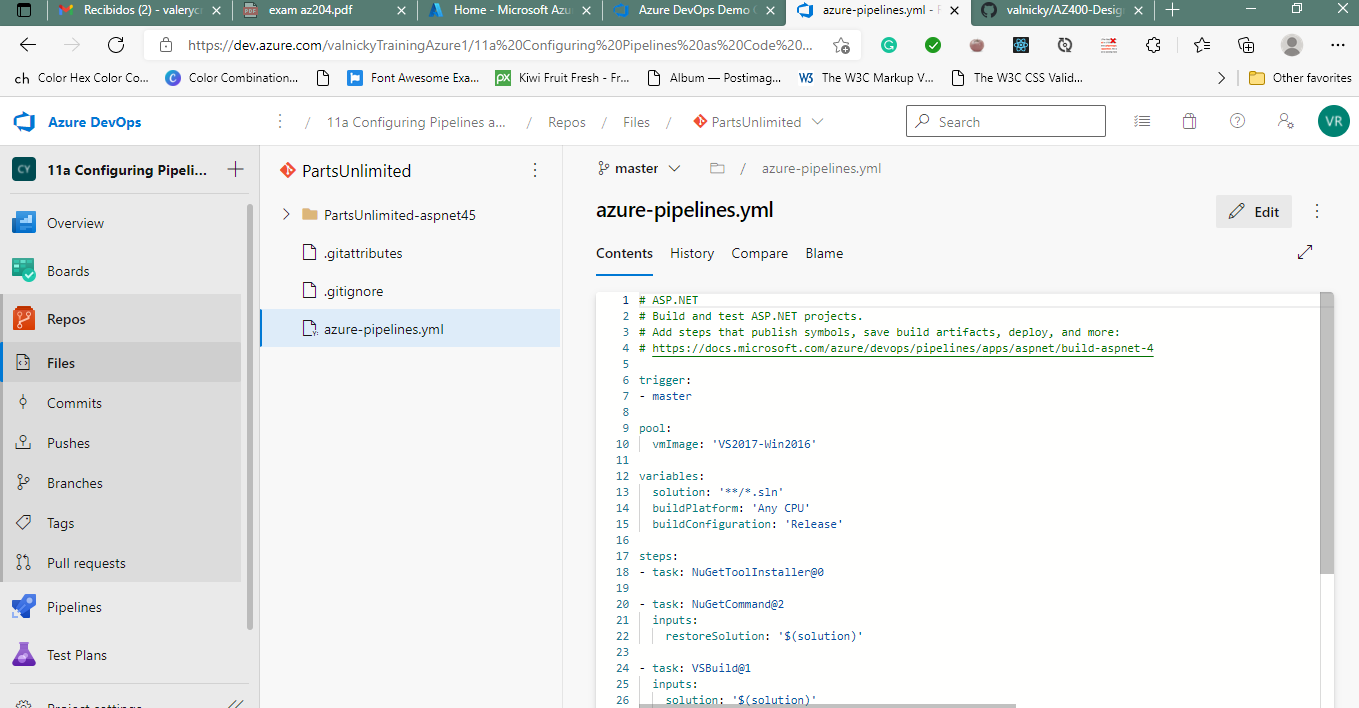 Recibidos (2) - valeryc
exam az204.pdf
Home - Microsoft Azu
Azure DevOps Demo
azure-pipelines.yml -
valnicky/AZ400-Desig
https://dev.azure.com/valnickyTrainingAzure1/11a%20Configuring%20Pipelines%20as%20Code%20...
ch Color Hex Color Co...
C Color Combination...
Font Awesome Exa...
px Kiwi Fruit Fresh - Fr...
Album — Postimag...
W3 The W3C Markup V...
The W3C CSS Valid...
Other favorites
Azure DevOps
/ 11a Configuring Pipelines a... / Repos / Files / PartsUnlimited
Search
VR
CY 11a Configuring Pipeli...
Overview
Boards
Repos
Files
Commits
Pushes
Branches
Tags
Pull requests
Pipelines
Test Plans
Project settings
PartsUnlimited
PartsUnlimited-aspnet45
.gitattributes
.gitignore
azure-pipelines.yml
master / azure-pipelines.yml
azure-pipelines.yml
Edit
Contents History Compare Blame
1 # ASP.NET
2 # Build and test ASP.NET projects.
3 # Add steps that publish symbols, save build artifacts, deploy, and more:
4 # https://docs.microsoft.com/azure/devops/pipelines/apps/aspnet/build-aspnet-4
5
6 trigger:
7 - master
8
9 pool:
10 vmImage: 'VS2017-Win2016'
11
12 variables:
13 solution: '**/*.sln'
14 buildPlatform: 'Any CPU'
15 buildConfiguration: 'Release'
16
17 steps:
18 - task: NuGetToolInstaller@0
19
20 - task: NuGetCommand@2
21 inputs:
22 restoreSolution: '$(solution)'
23
24 - task: VSBuild@1
25 inputs:
26 solution: '$(solution)'